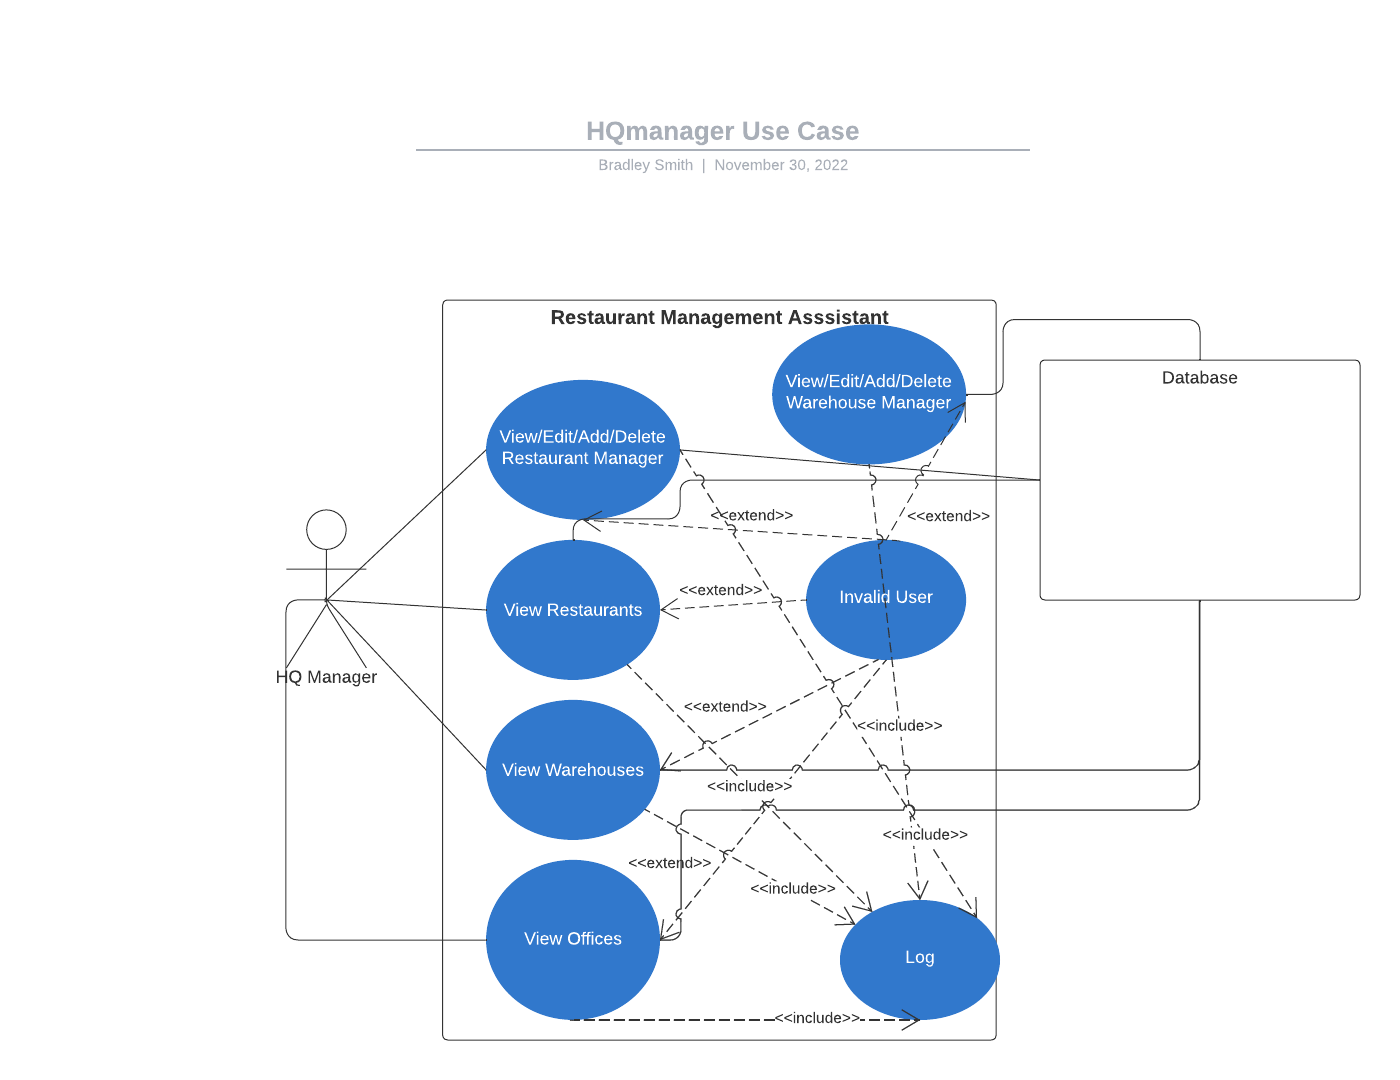 HQmanager Use Case
Bradley Smith | November 30, 2022
Restaurant Management Asssistant
View/Edit/Add/Delete
Warehouse Manager
Database
View/Edit/Add/Delete
Restaurant Manager
<<extend>>
<<extend>>
<<extend>>
Invalid User
View Restaurants
HQ Manager
<<extend>>
<<include>>
View Warehouses
<<include>>
<<include>>
<<extend>>
<<include>>
View Offices
Log
<<include>>